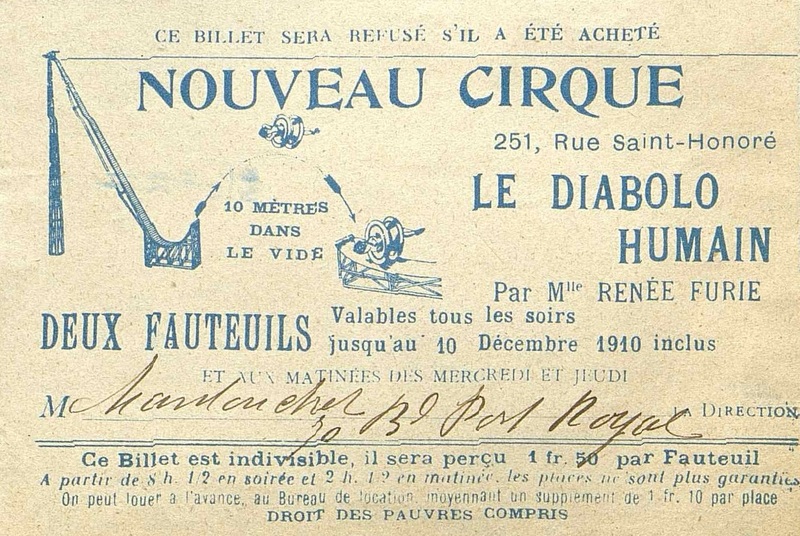 CE BILLET SERA REFUSÉ S'IL A ÉTÉ ACHETÉ
NOUVEAU CIRQUE
251, Rue Saint-Honoré
10 MÈTRES
DANS
LE VIDE
LE DIABOLO
HUMAIN
Par Mlle RENÉE FURIE
DEUX FAUTEUILS
Valables tous les soirs
jusqu'au 10 Décembre 1910 inclus
ET AUX MATINÉES DES MERCREDI ET JEUDI
M
30 Bd Port Royal
LA DIRECTION
Ce Billet est indivisible, il sera perçu 1 fr. 50 par Fauteuil
A partir de 8 h. 1/2 en soirée et 2 h. 1/2 en matinée, les places ne sont plus garanties
On peut louer à l'avance, au Bureau de location, moyennant un supplément de 1 fr. 10 par place
DROIT DES PAUVRES COMPRIS